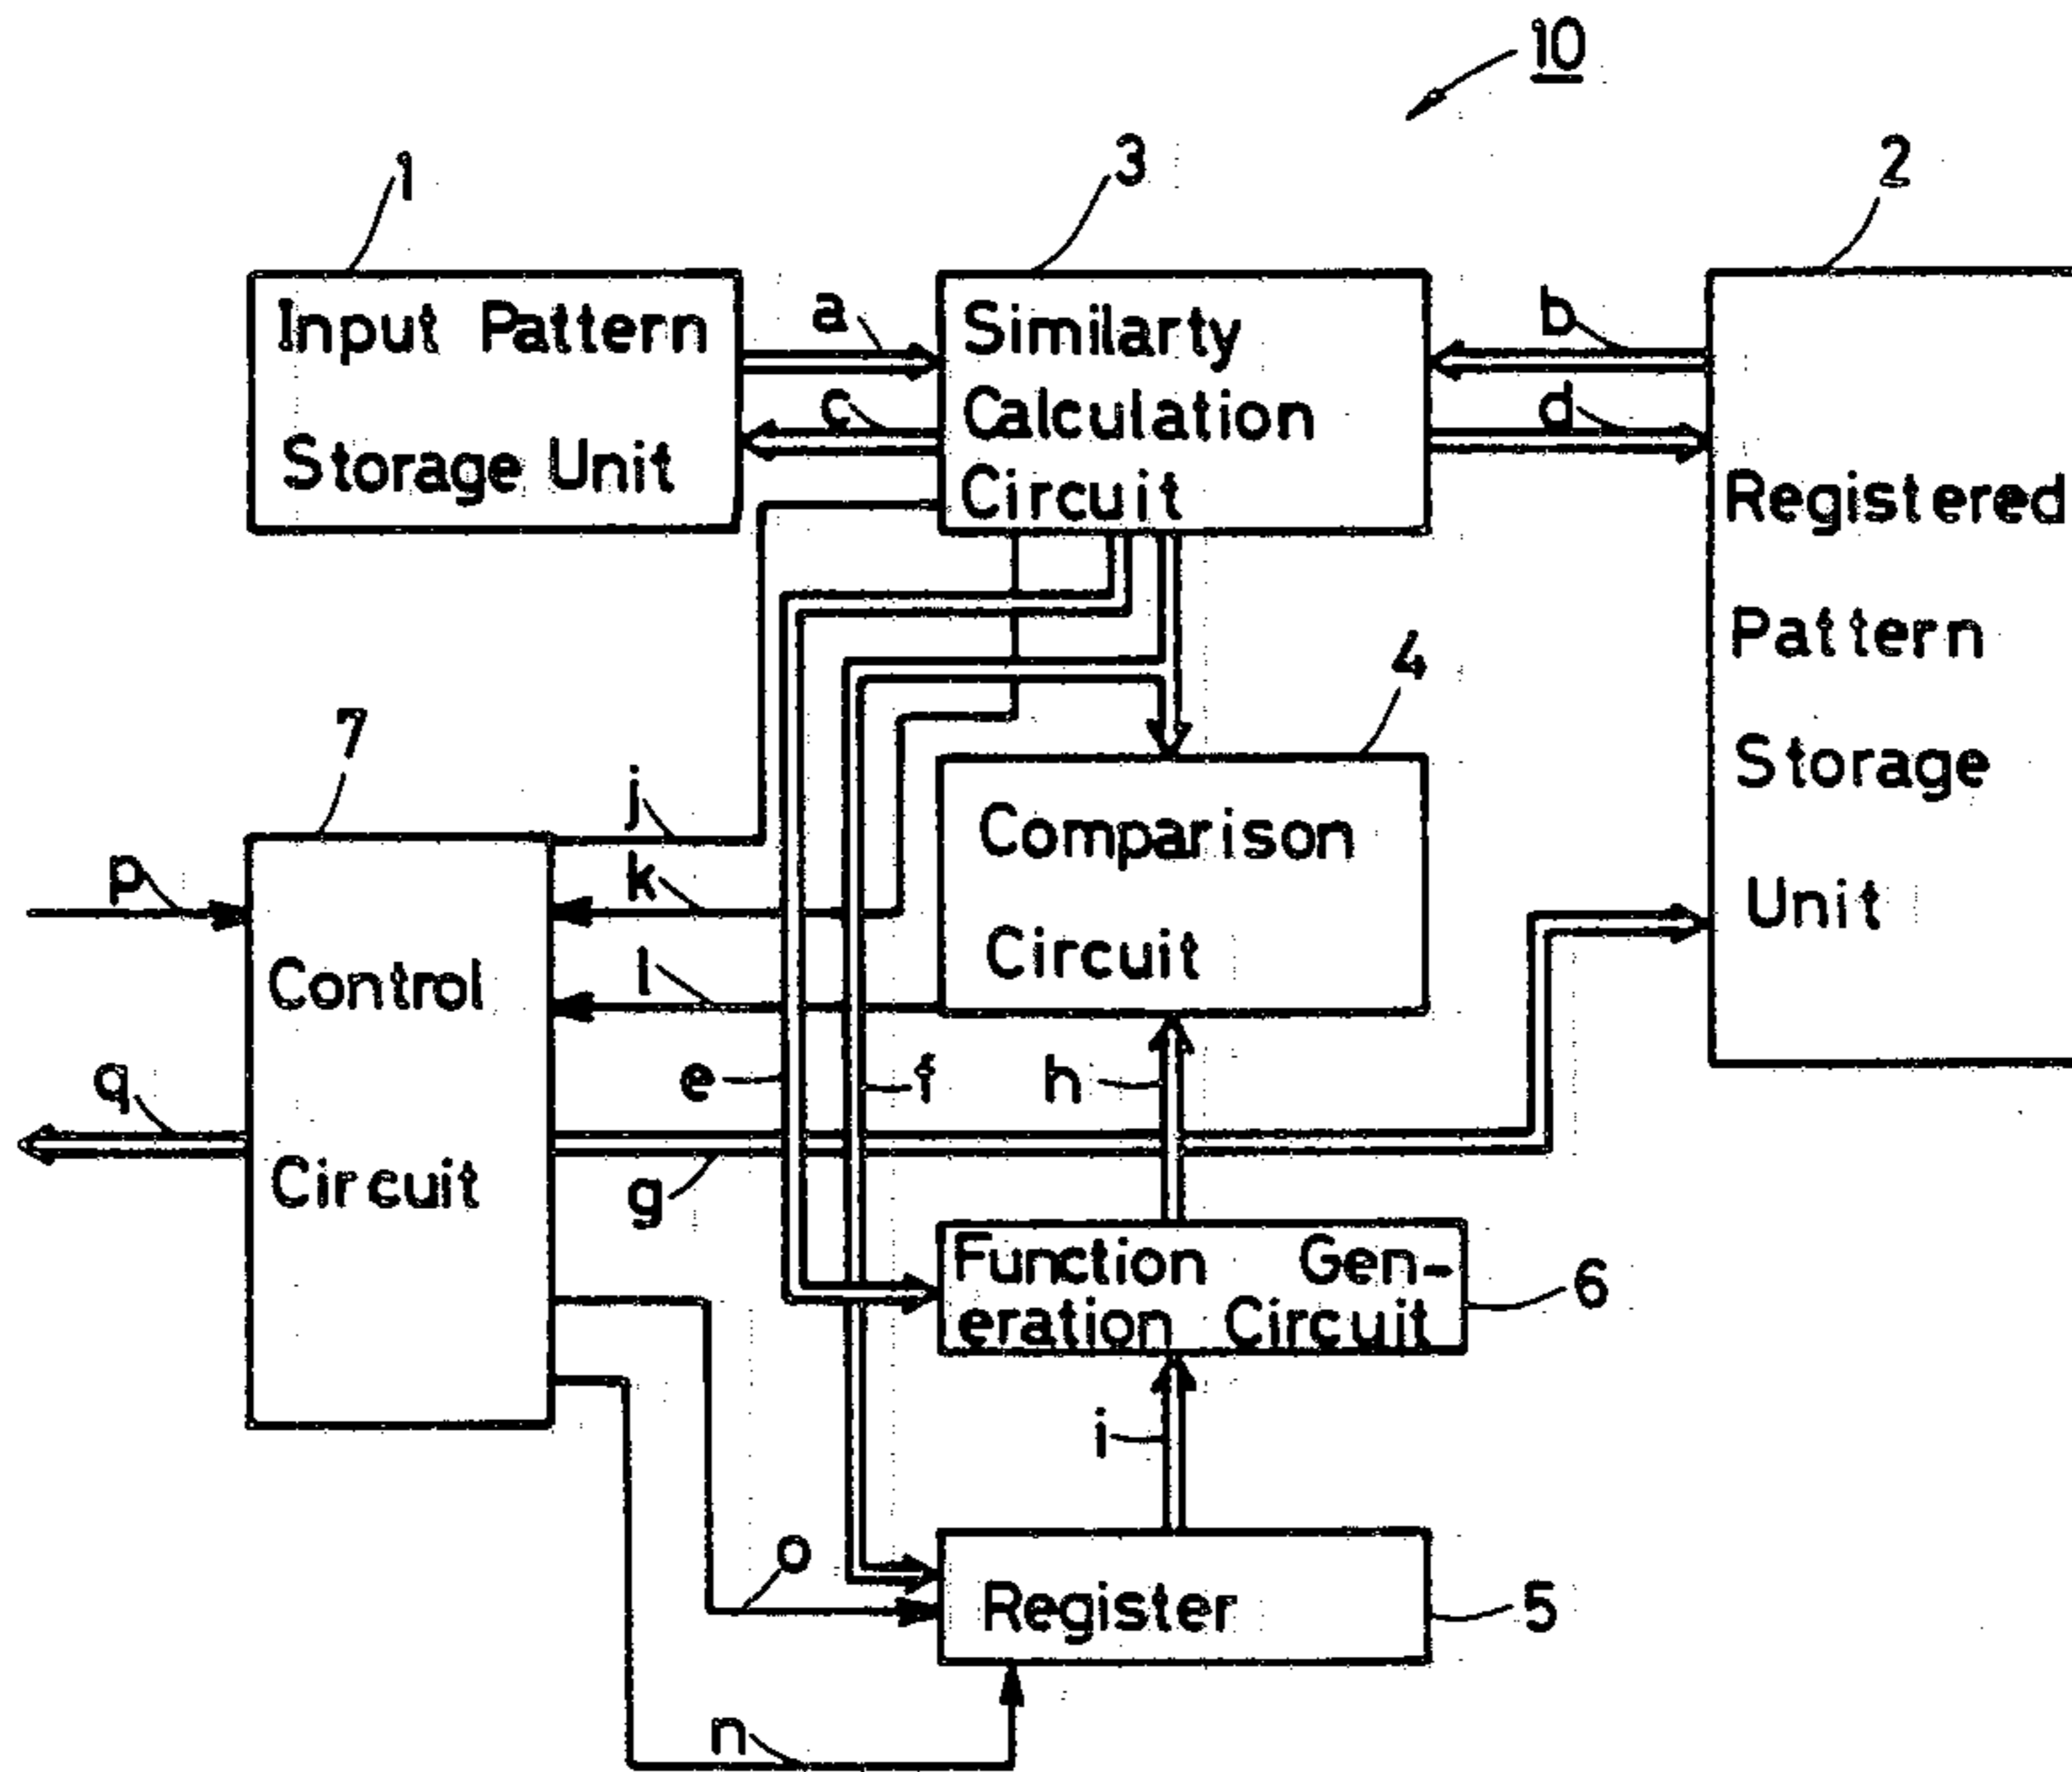 10
1
3
2
Input Pattern
Storage Unit
a
c
Similarty
Calculation
Circuit
b
d
Registered
Pattern
Storage
Unit
4
Comparison
Circuit
7
Control
Circuit
j
k
l
p
q
e
f
h
g
Function Gen-
eration Circuit
6
i
o
Register
5
n